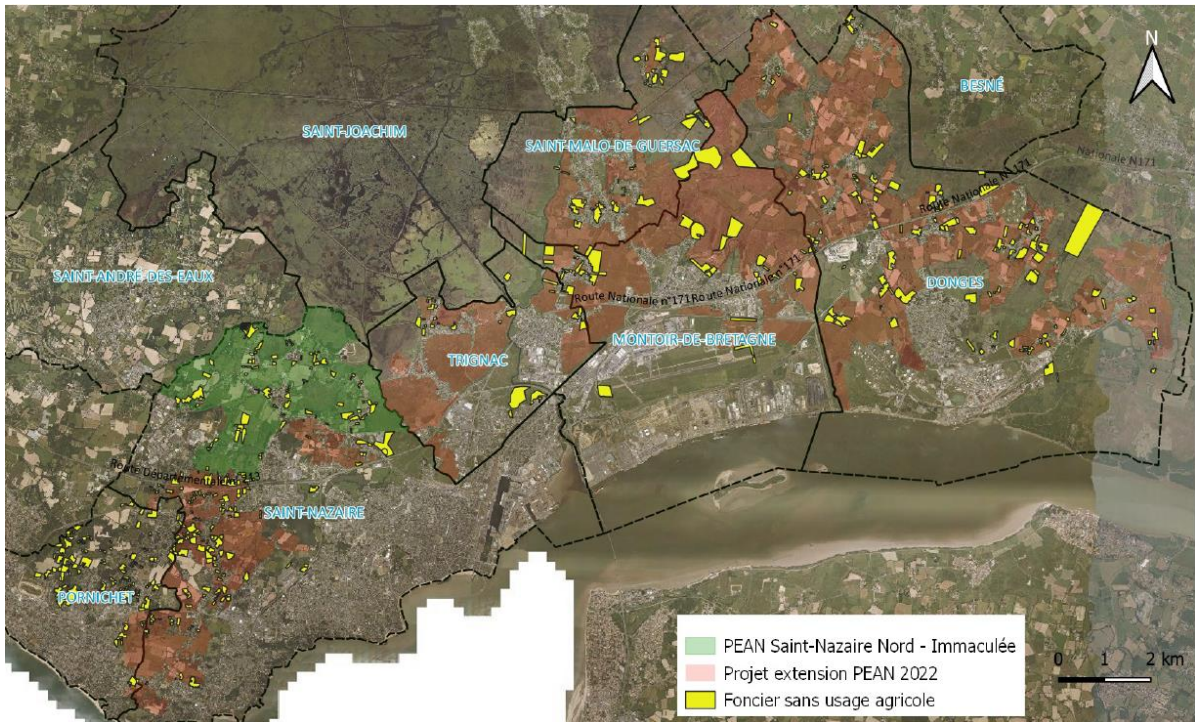 N
BESNÉ
SAINT-JOACHIM
SAINT-MALO-DE-GUERSAC
Nationale N171
Route Nationale n°171
SAINT-ANDRÉ-DES-EAUX
DONGES
Route Nationale n°171
Route Nationale n°171
MONTOIR-DE-BRETAGNE
TRIGNAC
Route Départementale
SAINT-NAZAIRE
PORNICHET
PEAN Saint-Nazaire Nord - Immaculée
Projet extension PEAN 2022
Foncier sans usage agricole
0 1 2 km